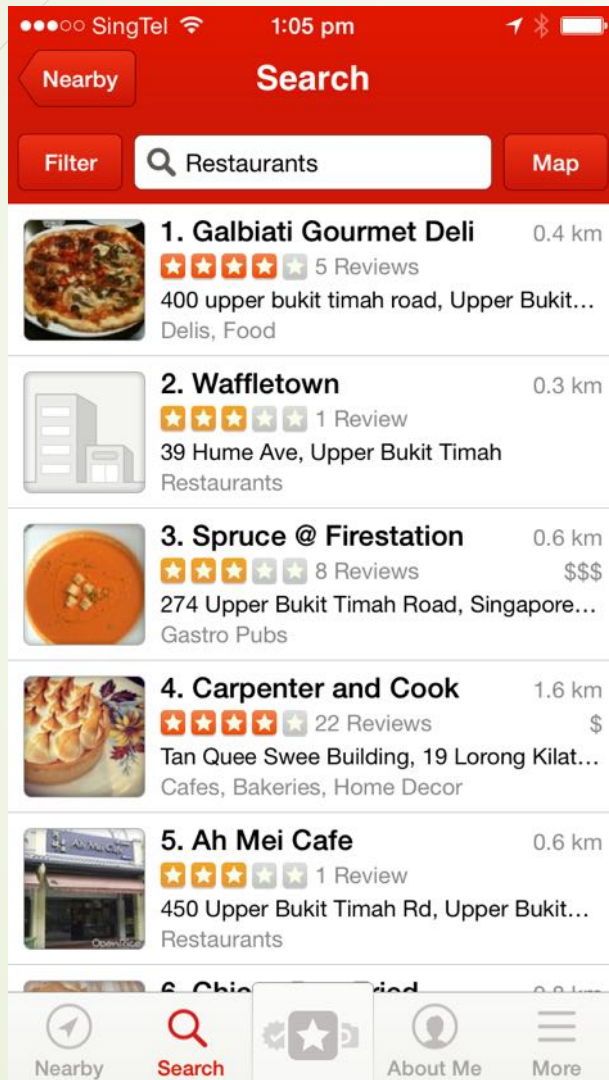 SingTel 1:05 pm
Nearby Search
Filter Restaurants Map
1. Galbiati Gourmet Deli 0.4 km
5 Reviews
400 upper bukit timah road, Upper Bukit...
Delis, Food
2. Waffletown 0.3 km
1 Review
39 Hume Ave, Upper Bukit Timah
Restaurants
3. Spruce @ Firestation 0.6 km
8 Reviews $$$
274 Upper Bukit Timah Road, Singapore...
Gastro Pubs
4. Carpenter and Cook 1.6 km
22 Reviews $
Tan Quee Swee Building, 19 Lorong Kilat...
Cafes, Bakeries, Home Decor
5. Ah Mei Cafe 0.6 km
1 Review
450 Upper Bukit Timah Rd, Upper Bukit...
Restaurants
Ah Mei Cafe
OpenRice
6.
Nearby Search About Me More